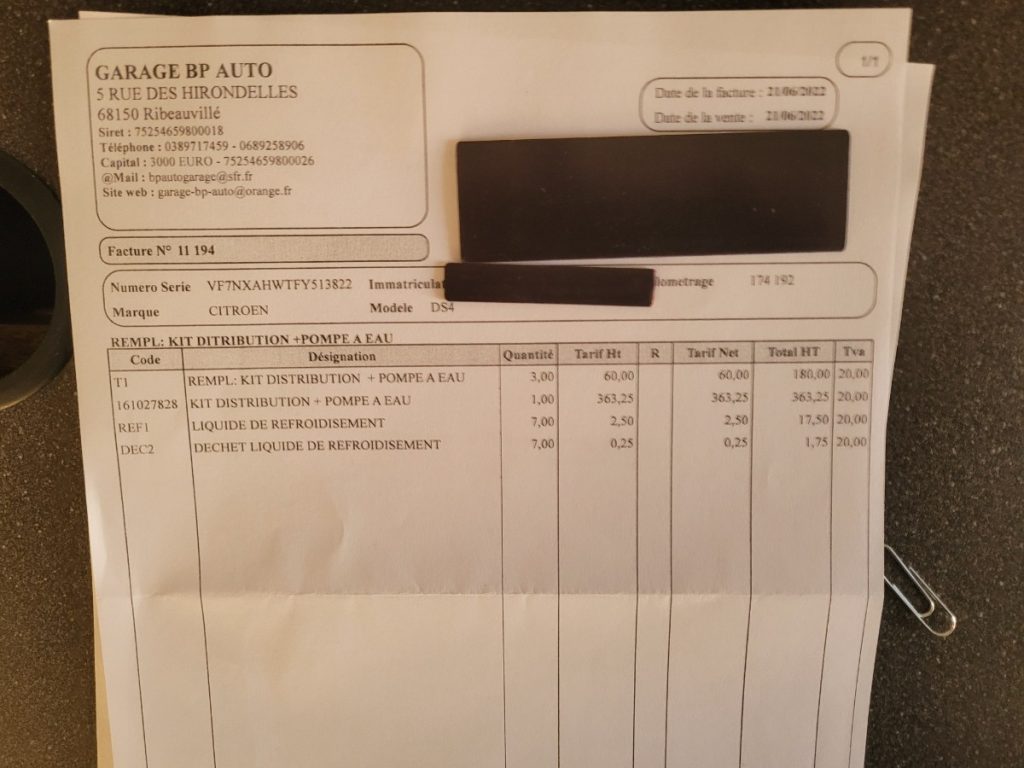 GARAGE BP AUTO
5 RUE DES HIRONDELLES
68150 Ribeauvillé
Siret : 75254659800018
Téléphone : 0389717459 - 0689258906
Capital : 3000 EURO - 75254659800026
@Mail : bpautogarage@sfr.fr
Site web : garage-bp-auto@orange.fr
1/1
Date de la facture : 21/06/2022
Date de la vente : 21/06/2022
Facture N° 11 194
Numero Serie VF7NXAHWTFY513822 Immatriculat ilometrage 174 192
Marque CITROEN Modele DS4
REMPL: KIT DITRIBUTION +POMPE A EAU
Code Désignation Quantité Tarif Ht R Tarif Net Total HT Tva
T1 REMPL: KIT DISTRIBUTION + POMPE A EAU 3,00 60,00 60,00 180,00 20,00
161027828 KIT DISTRIBUTION + POMPE A EAU 1,00 363,25 363,25 363,25 20,00
REF1 LIQUIDE DE REFROIDISEMENT 7,00 2,50 2,50 17,50 20,00
DEC2 DECHET LIQUIDE DE REFROIDISEMENT 7,00 0,25 0,25 1,75 20,00